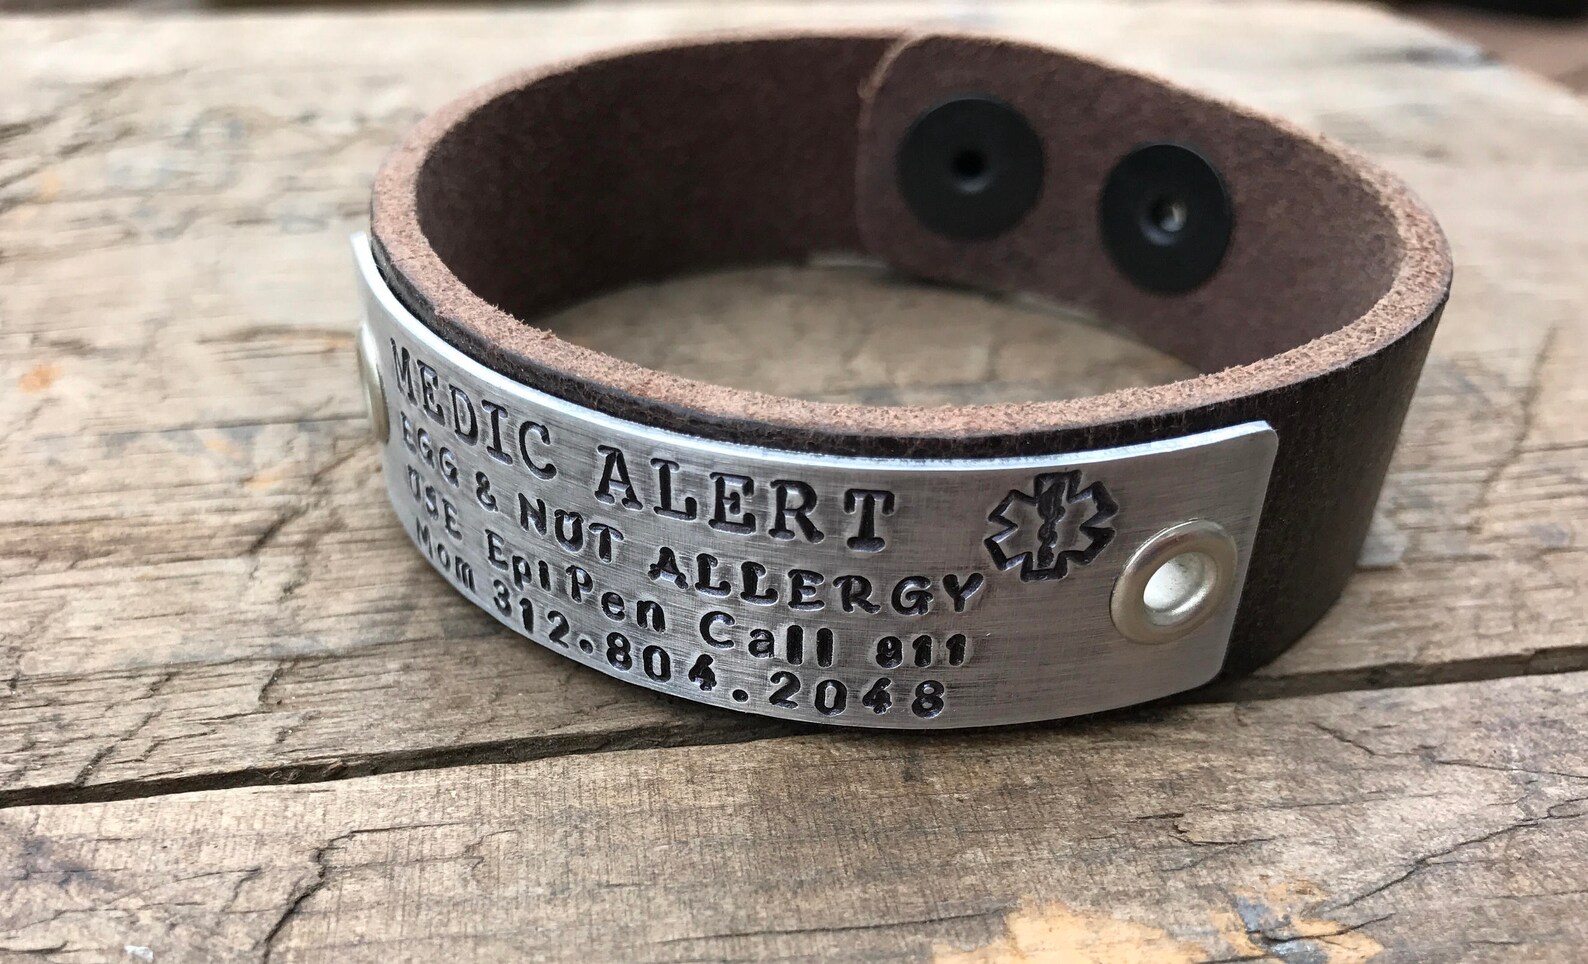 MEDIC ALERT
EGG & NUT ALLERGY
USE EpiPen Call 911
Mom 312.804.2048